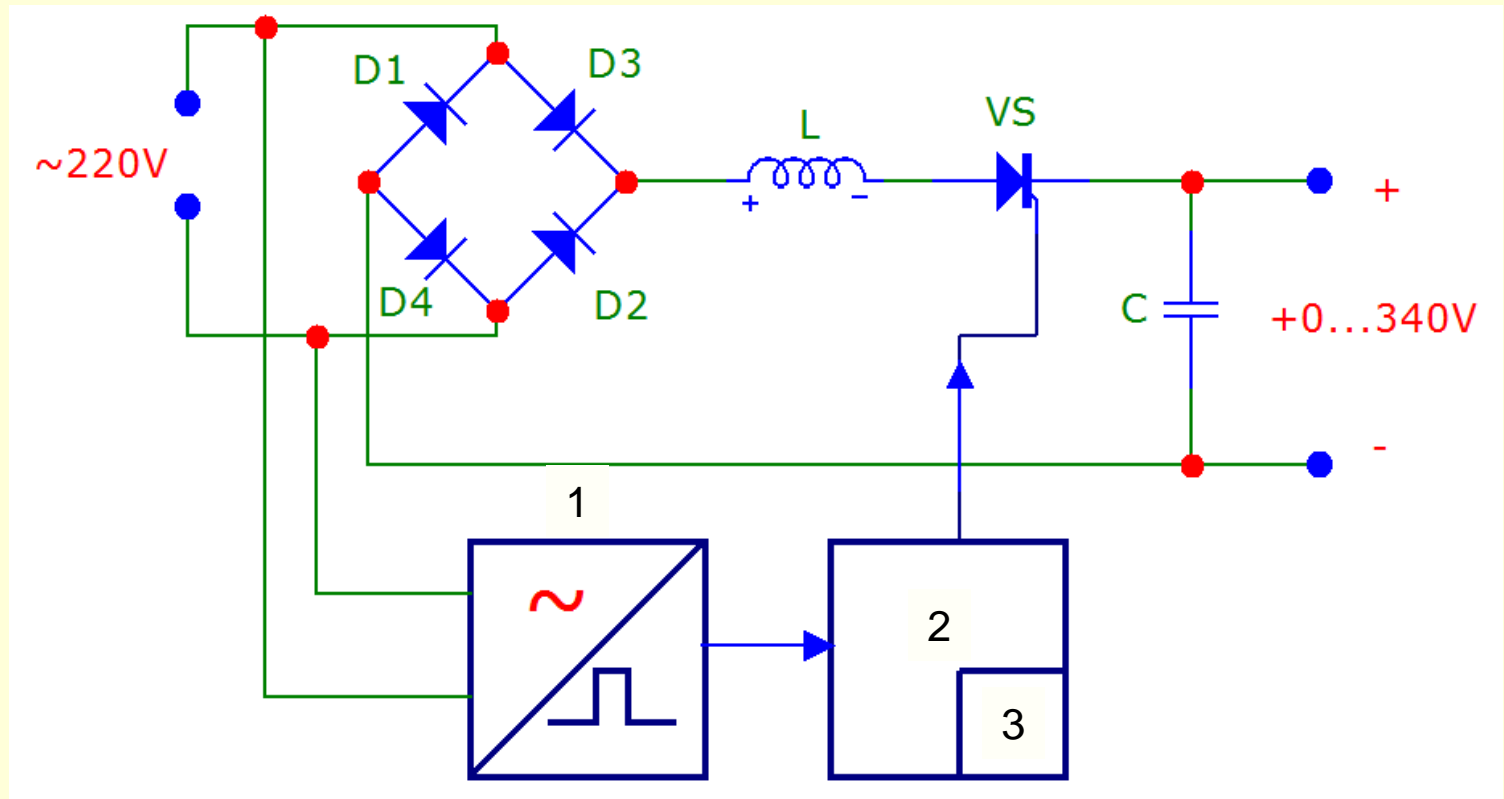 D1
D3
~220V
L
VS
+
-
+
D4
D2
C
+0...340V
-
1
~
2
3